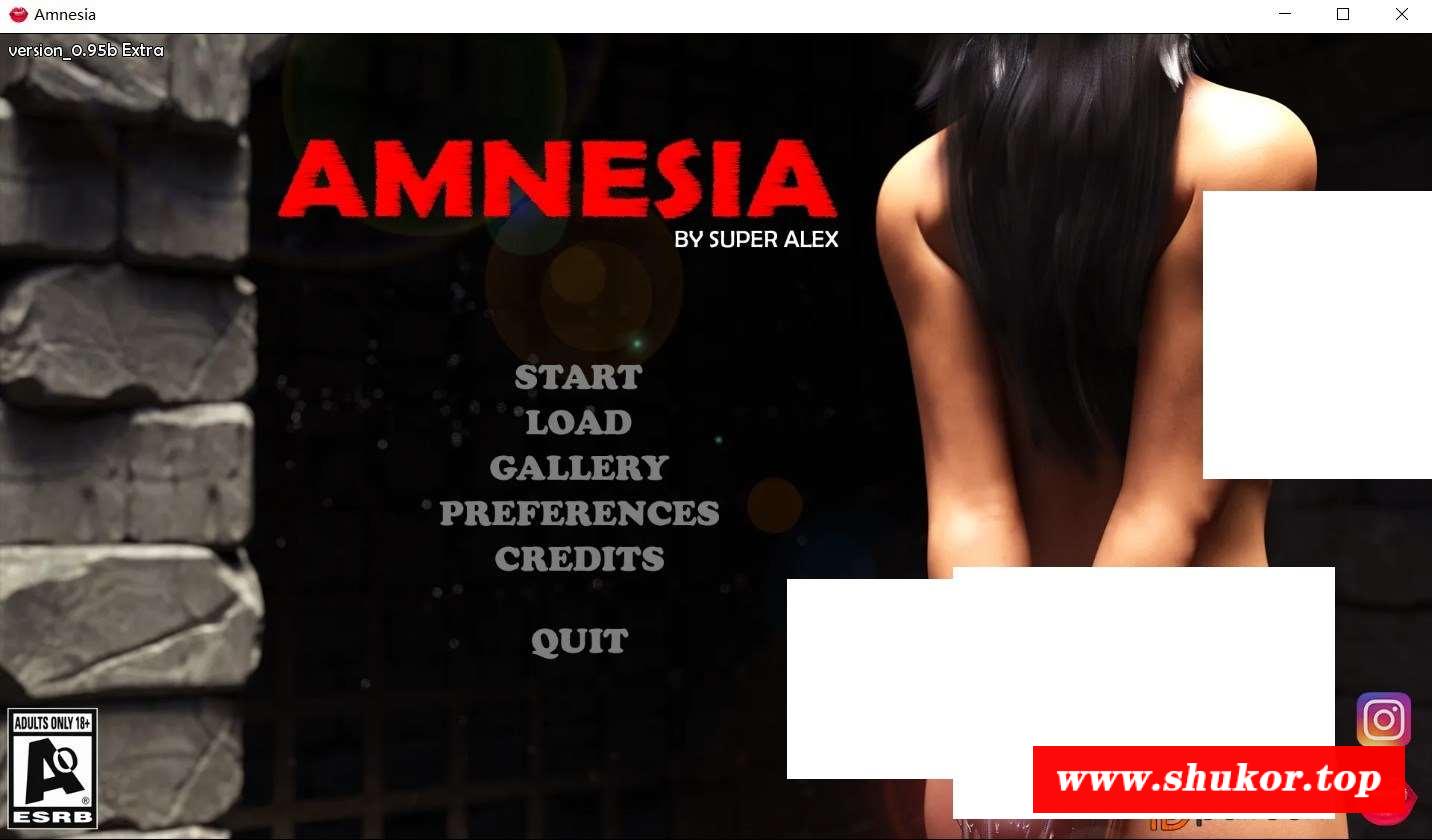 Amnesia
version_0.95b Extra
AMNESIA
BY SUPER ALEX
START
LOAD
GALLERY
PREFERENCES
CREDITS
QUIT
ADULTS ONLY 18+
AO
®
ESRB
www.shukor.top